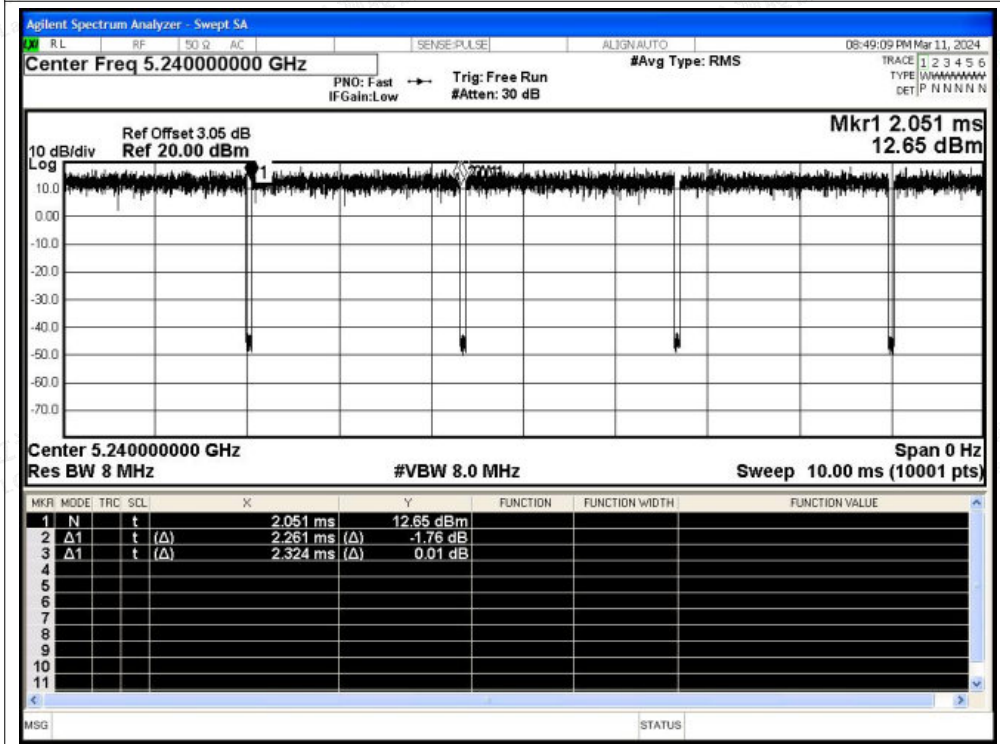 Agilent Spectrum Analyzer - Swept SA
LXI RL RF 50 Ω AC SENSE:PULSE ALIGN AUTO 08:49:09 PM Mar 11, 2024
Center Freq 5.240000000 GHz #Avg Type: RMS TRACE 1 2 3 4 5 6
PNO: Fast Trig: Free Run TYPE WWWWWW
IFGain:Low #Atten: 30 dB DET P N N N N N
Mkr1 2.051 ms
Ref Offset 3.05 dB
10 dB/div Ref 20.00 dBm 12.65 dBm
Log
1
10.0
0.00
-10.0
-20.0
-30.0
-40.0
-50.0
-60.0
-70.0
Center 5.240000000 GHz Span 0 Hz
Res BW 8 MHz #VBW 8.0 MHz Sweep 10.00 ms (10001 pts)
MKR MODE TRC SCL X Y FUNCTION FUNCTION WIDTH FUNCTION VALUE
1 N t 2.051 ms 12.65 dBm
2 Δ1 t (Δ) 2.261 ms (Δ) -1.76 dB
3 Δ1 t (Δ) 2.324 ms (Δ) 0.01 dB
4
5
6
7
8
9
10
11
MSG STATUS